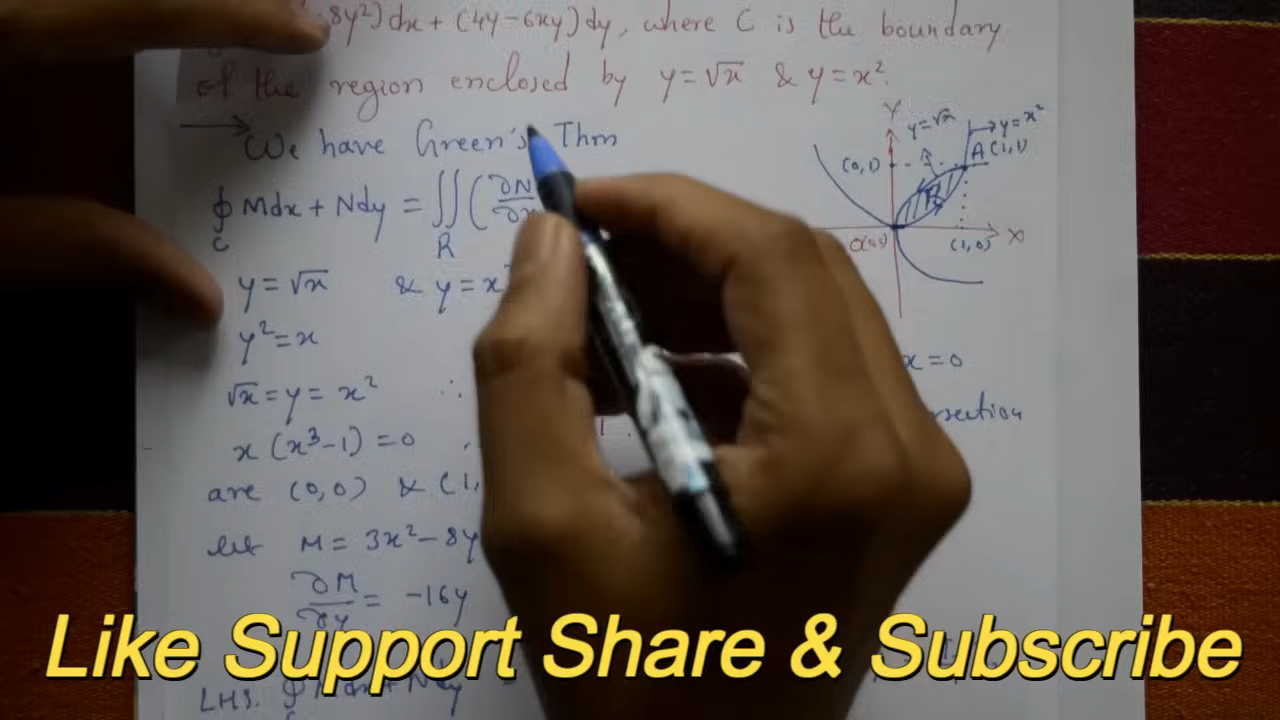 8y²) dx + (4y – 6xy) dy, where C is the boundary
of the region enclosed by y = √x & y = x².
We have Green's Thm
∮ Mdx + Ndy = ∬ (∂N
C R
y = √x & y = x
y² = x
√x = y = x² ∴
x (x³ – 1) = 0
are (0,0) & (1,
let M = 3x² – 8y
∂M/∂y = -16y
LHS. ∮ Mdx + Ndy
Y
y = √x
y = x²
(0,1)
A(1,1)
R
(1,0)
X
x = 0
Like Support Share & Subscribe